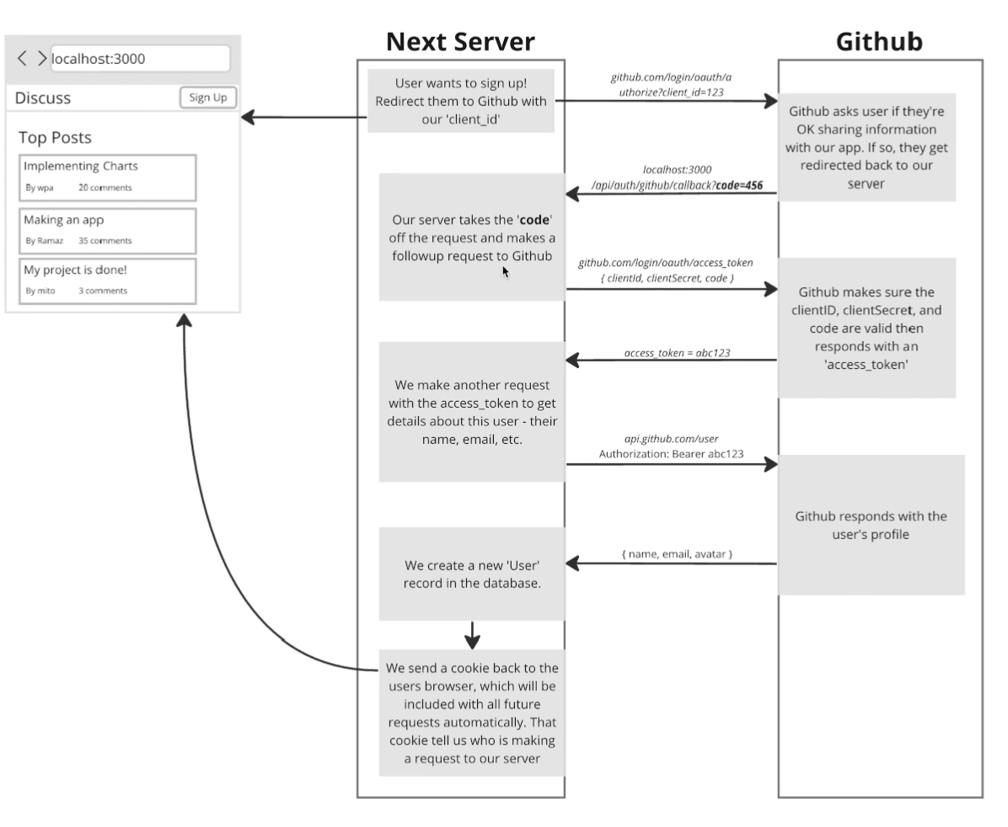 Next Server
Github
localhost:3000
Discuss
Sign Up
Top Posts
Implementing Charts
By wpa 20 comments
Making an app
By Ramaz 35 comments
My project is done!
By mito 3 comments
User wants to sign up!
Redirect them to Github with
our 'client_id'
github.com/login/oauth/a
uthorize?client_id=123
Github asks user if they're
OK sharing information
with our app. If so, they get
redirected back to our
server
localhost:3000
/api/auth/github/callback?code=456
Our server takes the 'code'
off the request and makes a
followup request to Github
github.com/login/oauth/access_token
{ clientId, clientSecret, code }
Github makes sure the
clientID, clientSecret, and
code are valid then
responds with an
'access_token'
access_token = abc123
We make another request
with the access_token to get
details about this user - their
name, email, etc.
api.github.com/user
Authorization: Bearer abc123
Github responds with the
user's profile
{ name, email, avatar }
We create a new 'User'
record in the database.
We send a cookie back to the
users browser, which will be
included with all future
requests automatically. That
cookie tell us who is making
a request to our server